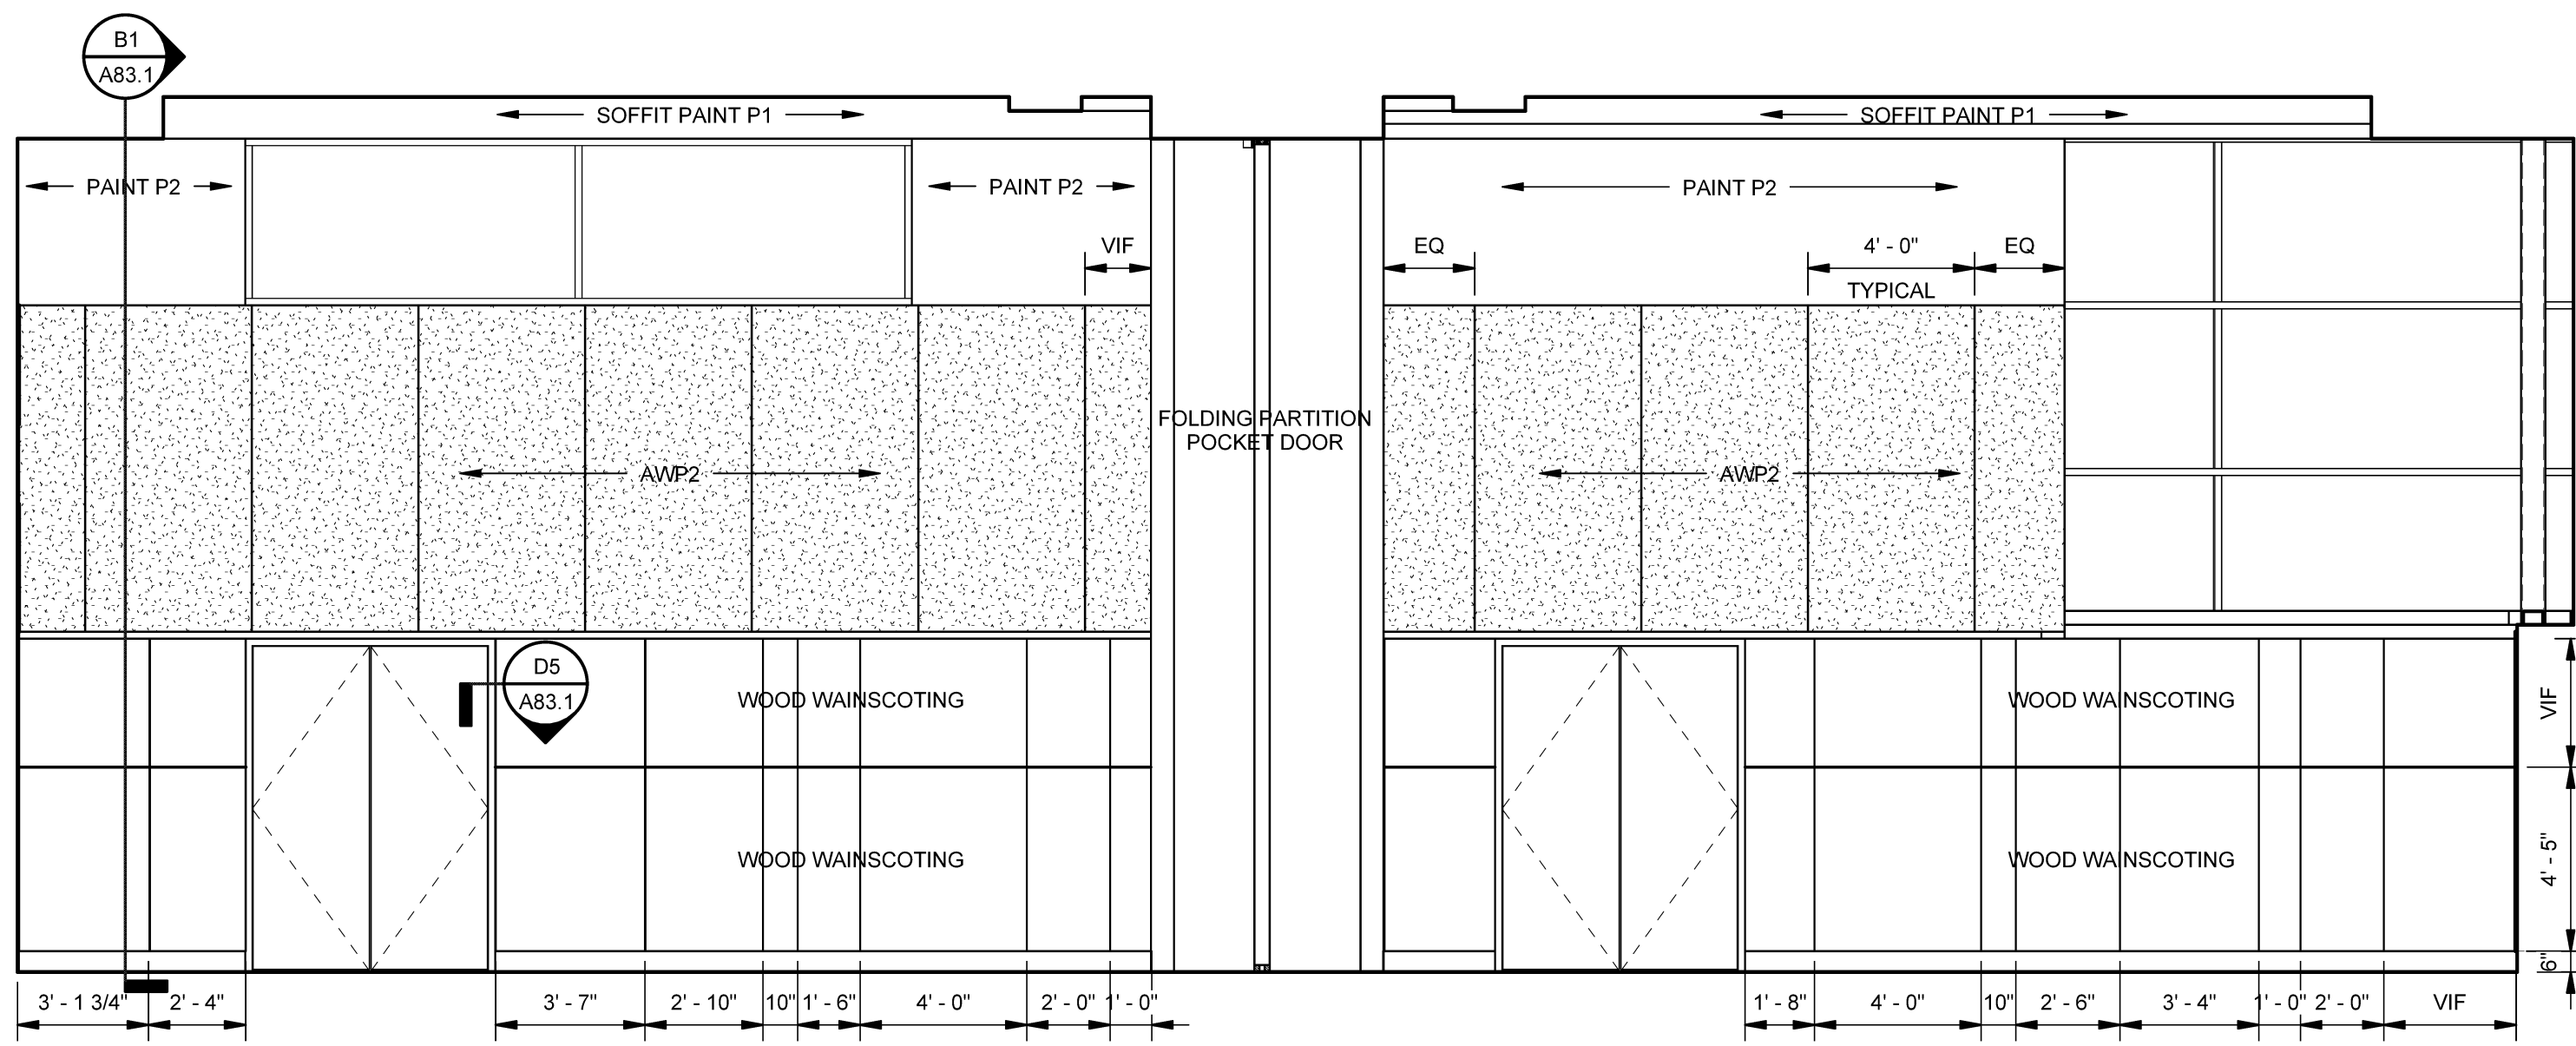 B1
A83.1
SOFFIT PAINT P1
SOFFIT PAINT P1
PAINT P2
PAINT P2
PAINT P2
VIF
EQ
4' - 0"
EQ
TYPICAL
FOLDING PARTITION
POCKET DOOR
AWP2
AWP2
D5
A83.1
WOOD WAINSCOTING
WOOD WAINSCOTING
VIF
WOOD WAINSCOTING
WOOD WAINSCOTING
4' - 5"
6"
3' - 1 3/4"
2' - 4"
3' - 7"
2' - 10"
10"
1' - 6"
4' - 0"
2' - 0"
1' - 0"
1' - 8"
4' - 0"
10"
2' - 6"
3' - 4"
1' - 0"
2' - 0"
VIF